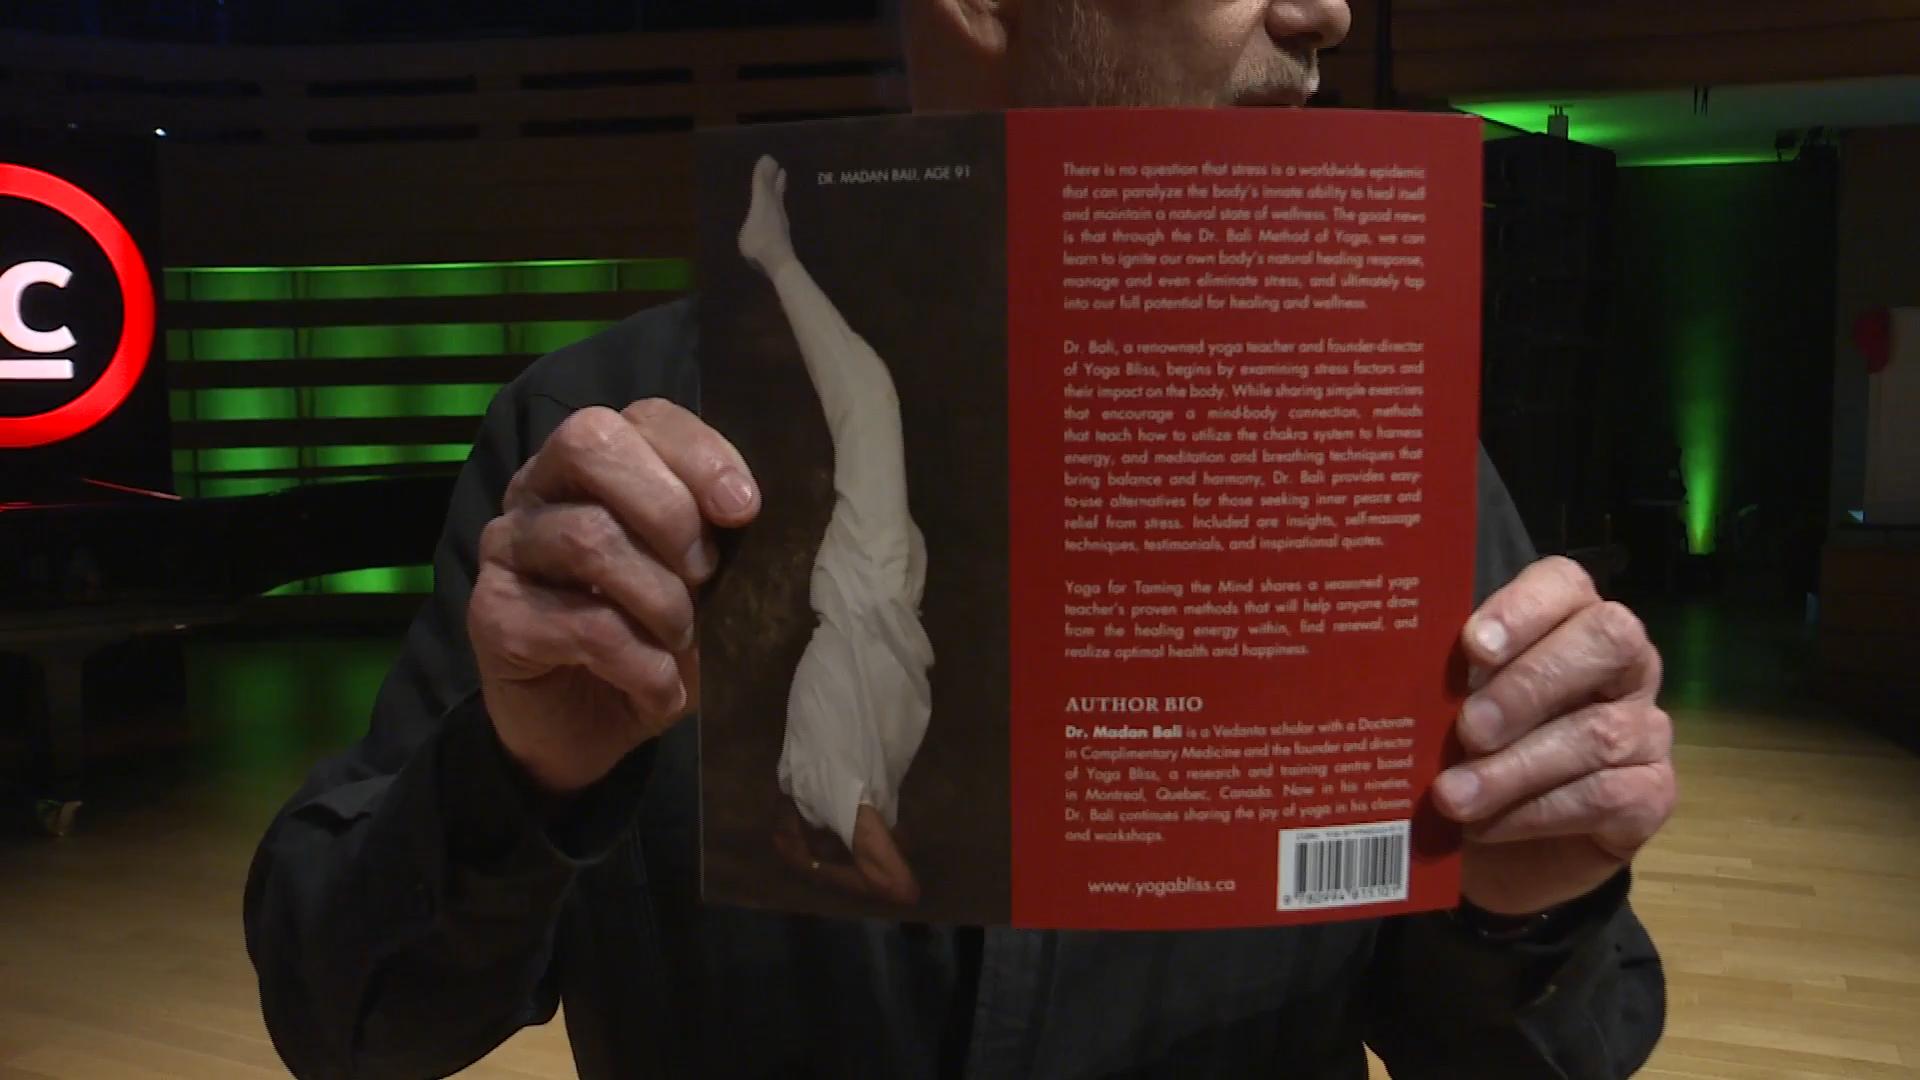 C
DR. MADAN BALI, AGE 91
There is no question that stress is a worldwide epidemic
that can paralyze the body's innate ability to heal itself
and maintain a natural state of wellness. The good news
is that through the Dr. Bali Method of Yoga, we can
learn to ignite our own body's natural healing response,
manage and even eliminate stress, and ultimately tap
into our full potential for healing and wellness.
Dr. Bali, a renowned yoga teacher and founder-director
of Yoga Bliss, begins by examining stress factors and
their impact on the body. While sharing simple exercises
that encourage a mind-body connection, methods
that teach how to utilize the chakra system to harness
energy, and meditation and breathing techniques that
bring balance and harmony, Dr. Bali provides easy-
to-use alternatives for those seeking inner peace and
relief from stress. Included are insights, self-massage
techniques, testimonials, and inspirational quotes.
Yoga for Taming the Mind shares a seasoned yoga
teacher's proven methods that will help anyone draw
from the healing energy within, find renewal, and
realize optimal health and happiness.
AUTHOR BIO
Dr. Madan Bali is a Vedanta scholar with a Doctorate
in Complimentary Medicine and the founder and director
of Yoga Bliss, a research and training centre based
in Montreal, Quebec, Canada. Now in his nineties,
Dr. Bali continues sharing the joy of yoga in his classes
and workshops.
www.yogabliss.ca